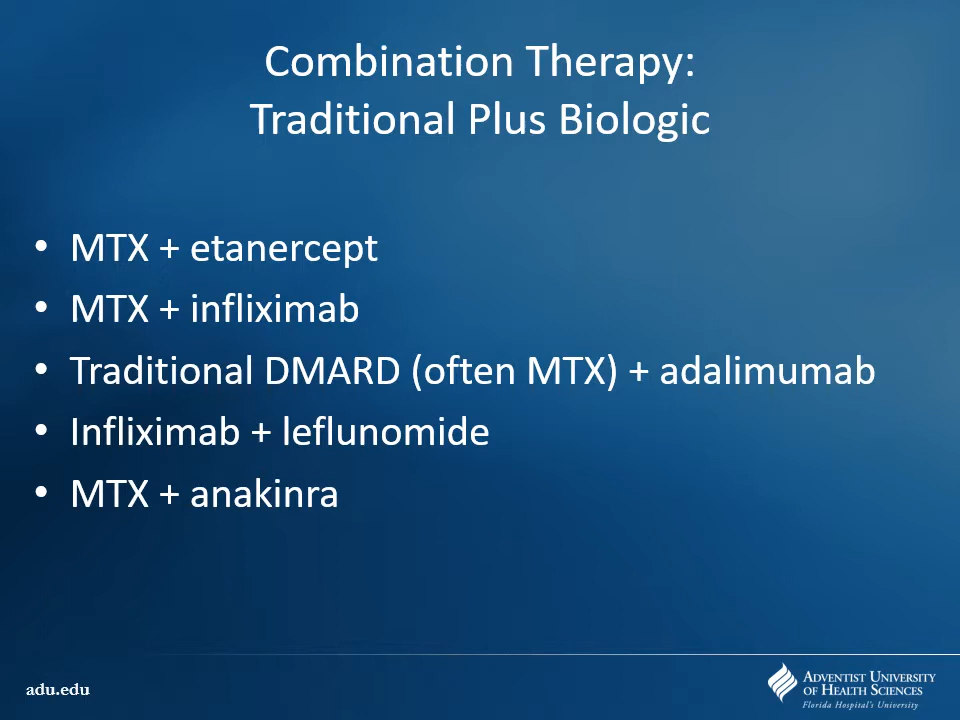 Combination Therapy:
Traditional Plus Biologic
• MTX + etanercept
• MTX + infliximab
• Traditional DMARD (often MTX) + adalimumab
• Infliximab + leflunomide
• MTX + anakinra
adu.edu
ADVENTIST UNIVERSITY
OF HEALTH SCIENCES
Florida Hospital's University